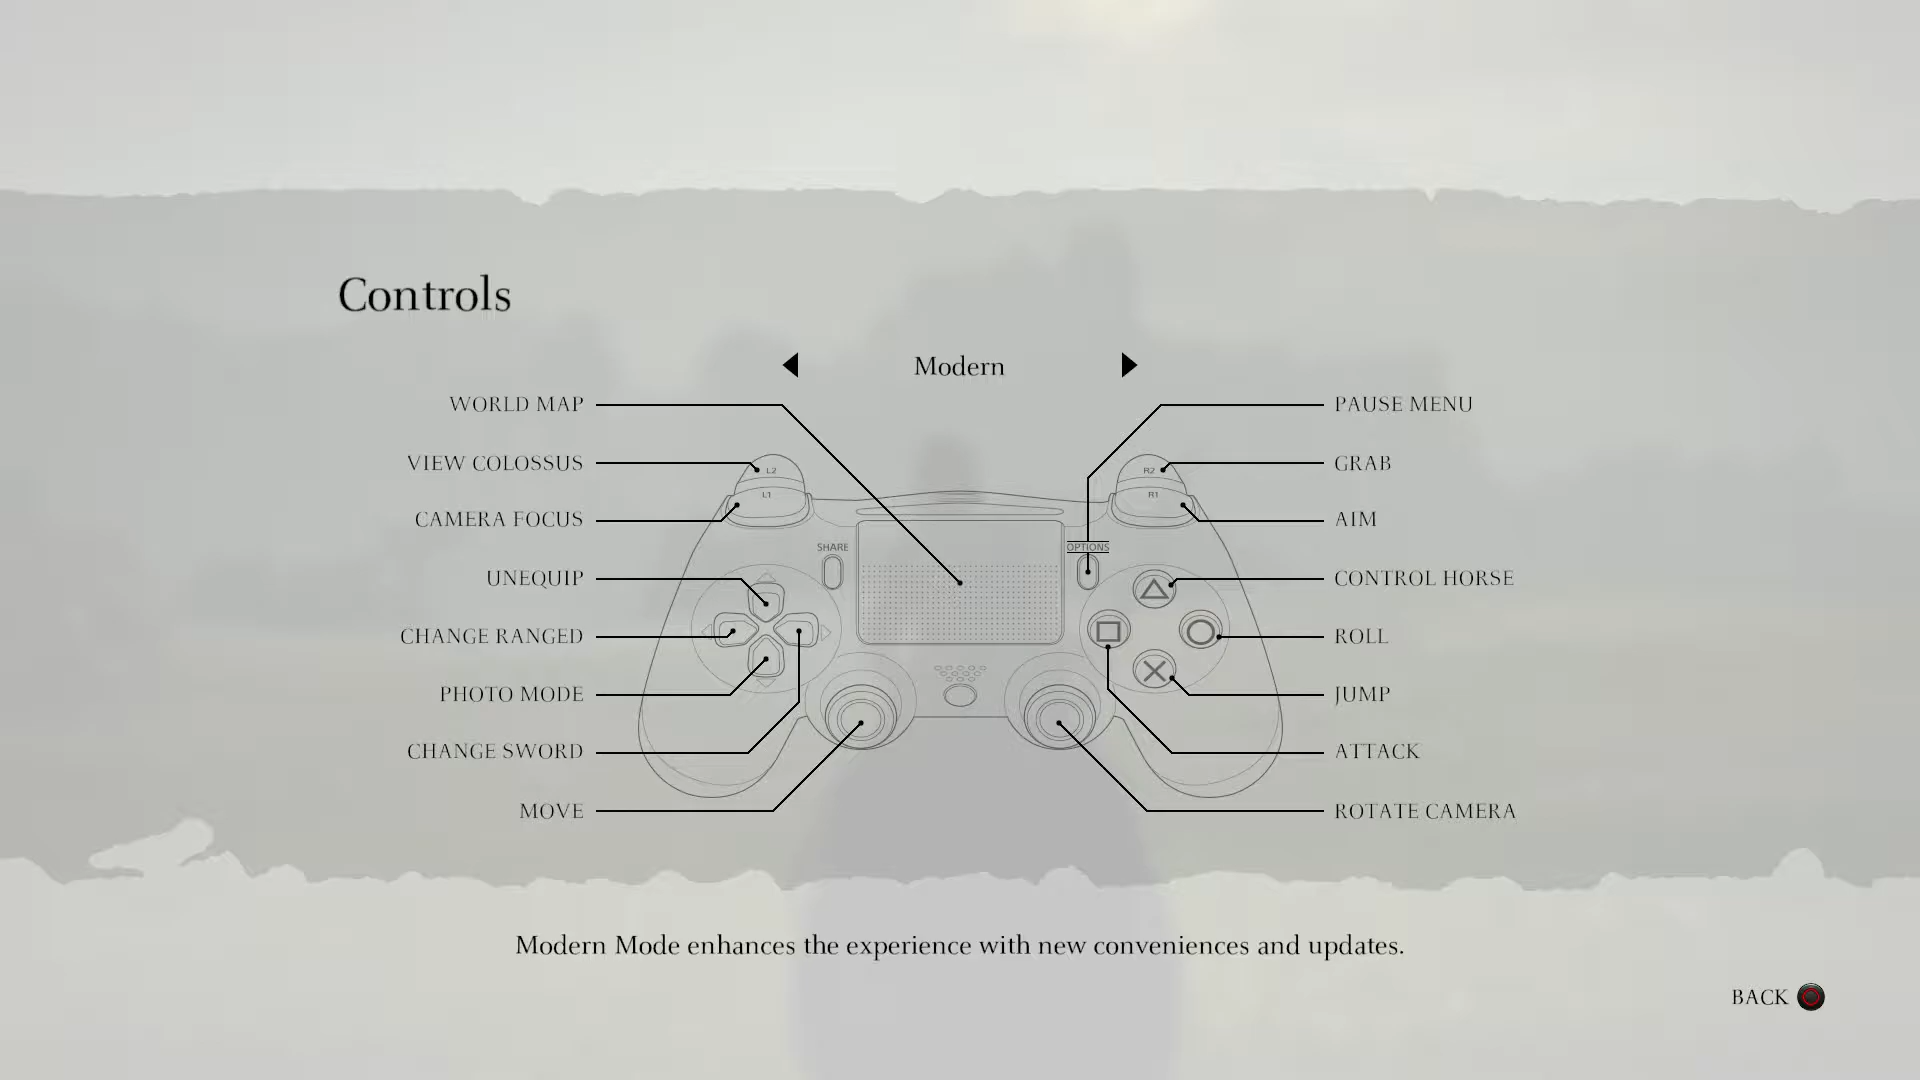 Controls
Modern
WORLD MAP
PAUSE MENU
VIEW COLOSSUS
L2
R2
GRAB
L1
R1
CAMERA FOCUS
AIM
SHARE
OPTIONS
UNEQUIP
CONTROL HORSE
CHANGE RANGED
ROLL
PHOTO MODE
JUMP
CHANGE SWORD
ATTACK
MOVE
ROTATE CAMERA
Modern Mode enhances the experience with new conveniences and updates.
BACK